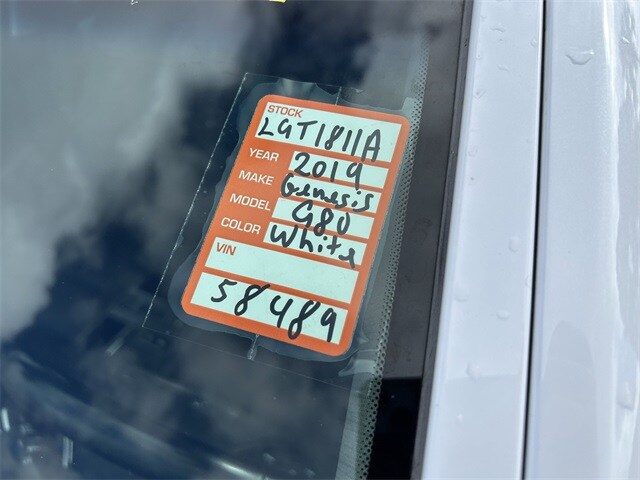 STOCK
LGT1811A
YEAR 2019
MAKE Genesis
MODEL G80
COLOR White
VIN
58489